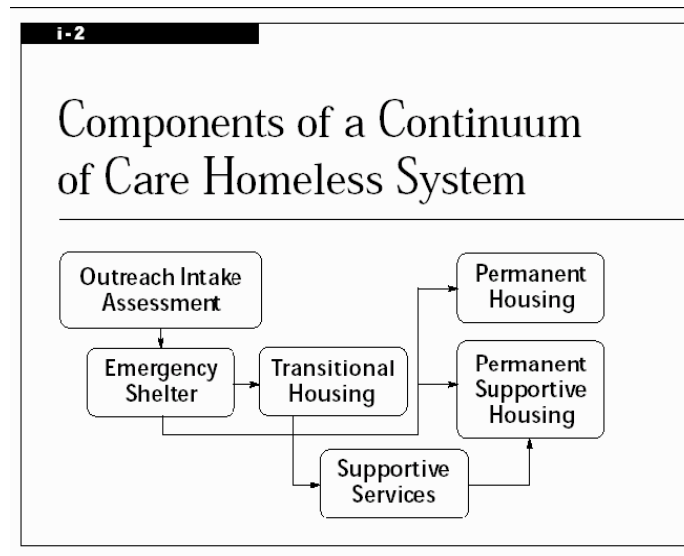 i-2
Components of a Continuum
of Care Homeless System
Outreach Intake
Assessment
Emergency
Shelter
Transitional
Housing
Supportive
Services
Permanent
Housing
Permanent
Supportive
Housing